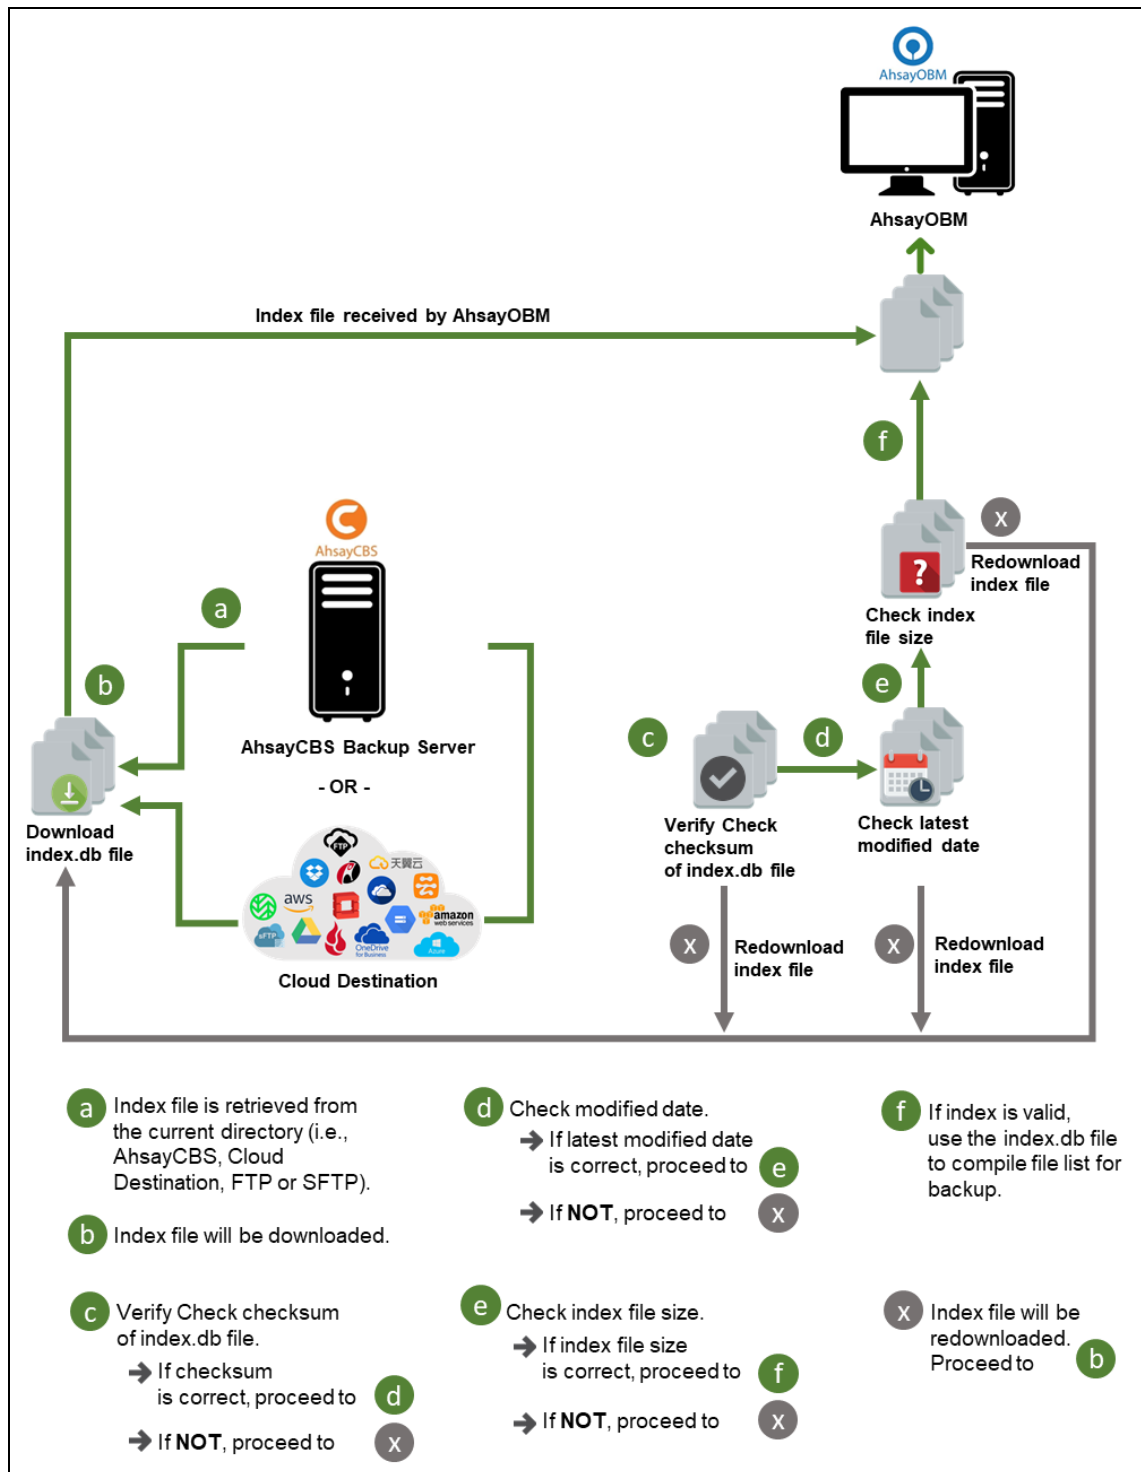 AhsayOBM
AhsayOBM
Index file received by AhsayOBM
f
x
Redownload
index file
Check index
file size
AhsayCBS
a
b
e
AhsayCBS Backup Server
- OR -
c
d
Download
index.db file
Verify Check
checksum
of index.db file
Check latest
modified date
FTP
天翼云
aws
amazon
web services
SFTP
OneDrive
for Business
Azure
Cloud Destination
x
Redownload
index file
x
Redownload
index file
a
Index file is retrieved from
the current directory (i.e.,
AhsayCBS, Cloud
Destination, FTP or SFTP).
b
Index file will be downloaded.
c
Verify Check checksum
of index.db file.
➔ If checksum
is correct, proceed to d
➔ If NOT, proceed to x
d
Check modified date.
➔ If latest modified date
is correct, proceed to e
➔ If NOT, proceed to x
e
Check index file size.
➔ If index file size
is correct, proceed to f
➔ If NOT, proceed to x
f
If index is valid,
use the index.db file
to compile file list for
backup.
x
Index file will be
redownloaded.
Proceed to b